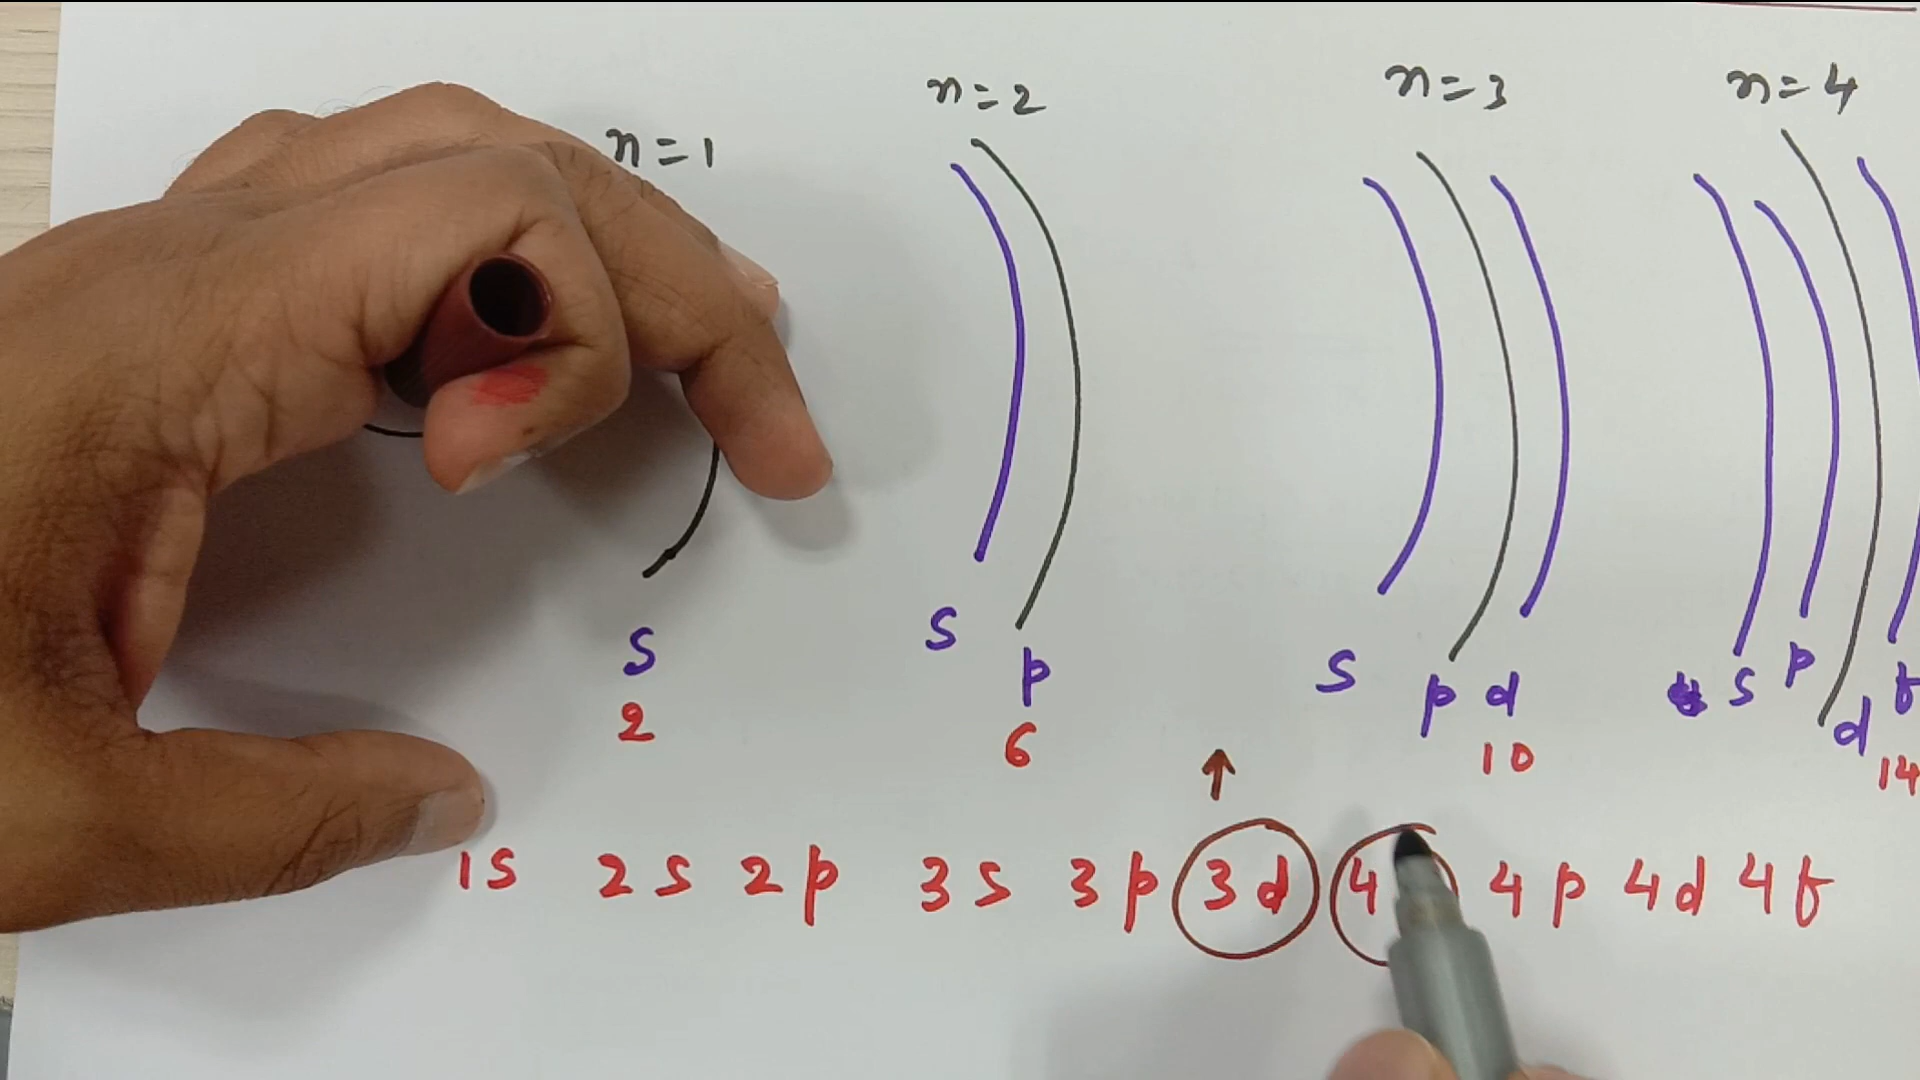 n=1 n=2 n=3 n=4
s s p s p d s p d f
2 6 10 14
↑
1s 2s 2p 3s 3p 3d 4 4p 4d 4f